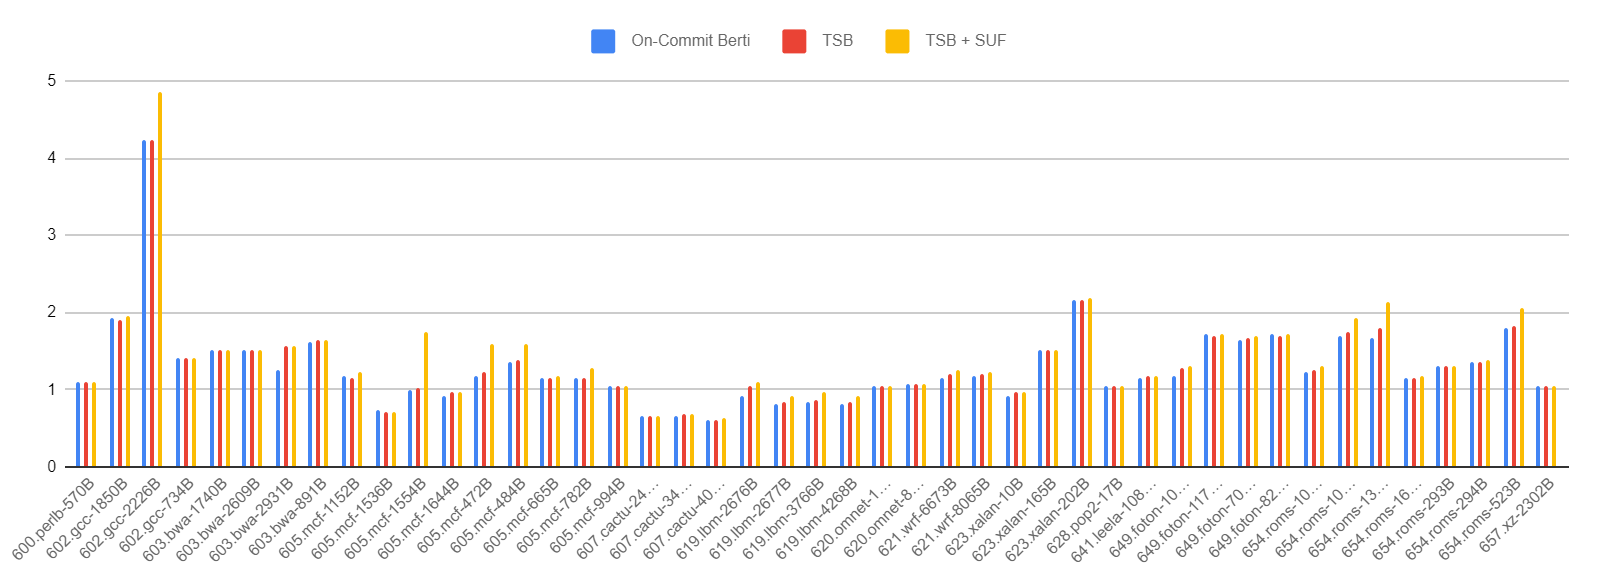 On-Commit Berti TSB TSB + SUF
5
4
3
2
1
0
600.perlb-570B
602.gcc-1850B
602.gcc-2226B
602.gcc-734B
603.bwa-1740B
603.bwa-2609B
603.bwa-2931B
603.bwa-891B
605.mcf-1152B
605.mcf-1536B
605.mcf-1554B
605.mcf-1644B
605.mcf-472B
605.mcf-484B
605.mcf-665B
605.mcf-782B
605.mcf-994B
607.cactu-24…
607.cactu-34…
607.cactu-40…
619.lbm-2676B
619.lbm-2677B
619.lbm-3766B
619.lbm-4268B
620.omnet-1…
620.omnet-8…
621.wrf-6673B
621.wrf-8065B
623.xalan-10B
623.xalan-165B
623.xalan-202B
628.pop2-17B
641.leela-108…
649.foton-10…
649.foton-117…
649.foton-70…
649.foton-82…
654.roms-10…
654.roms-10…
654.roms-13…
654.roms-16…
654.roms-293B
654.roms-294B
654.roms-523B
657.xz-2302B